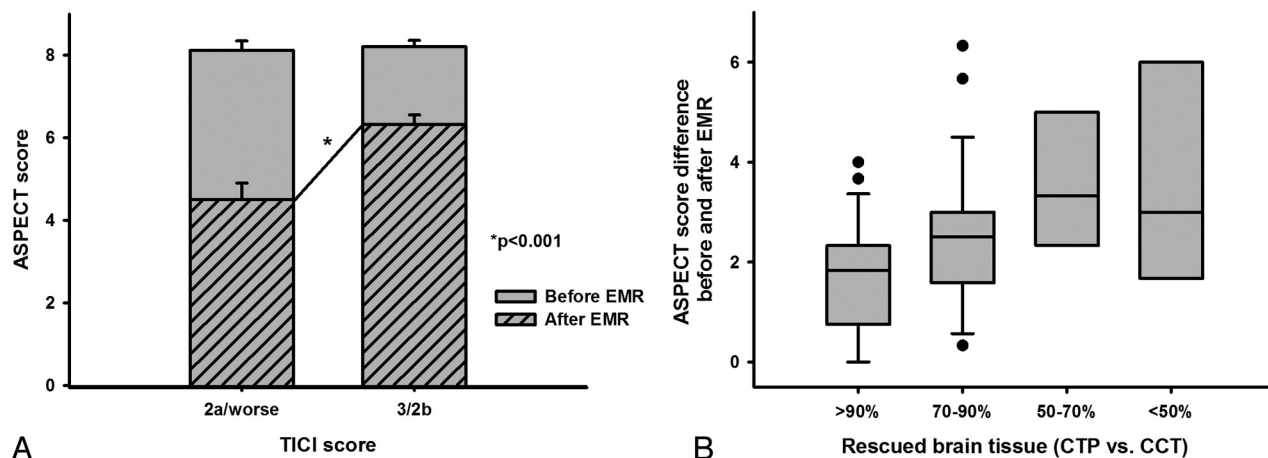 ASPECT score
8
6
4
2
0
*
*p<0.001
Before EMR
After EMR
2a/worse 3/2b
TICI score
A
ASPECT score difference
before and after EMR
6
4
2
0
>90% 70-90% 50-70% <50%
Rescued brain tissue (CTP vs. CCT)
B